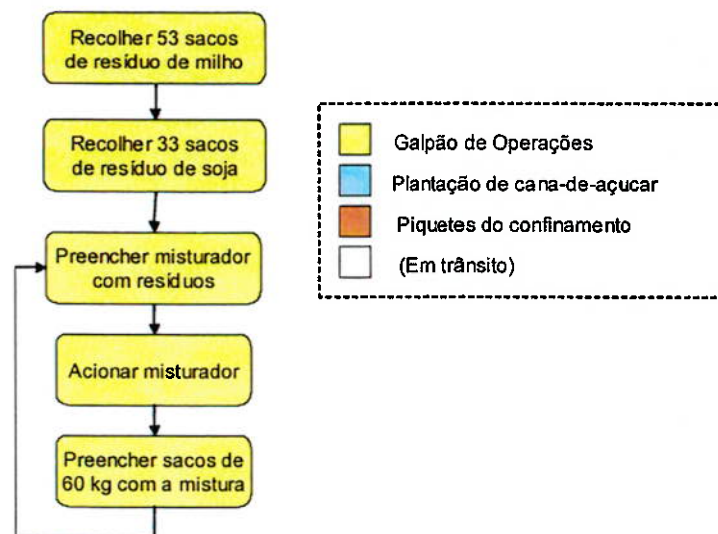 Recolher 53 sacos
de resíduo de milho
Recolher 33 sacos
de resíduo de soja
Preencher misturador
com resíduos
Acionar misturador
Preencher sacos de
60 kg com a mistura
Galpão de Operações
Plantação de cana-de-açucar
Piquetes do confinamento
(Em trânsito)